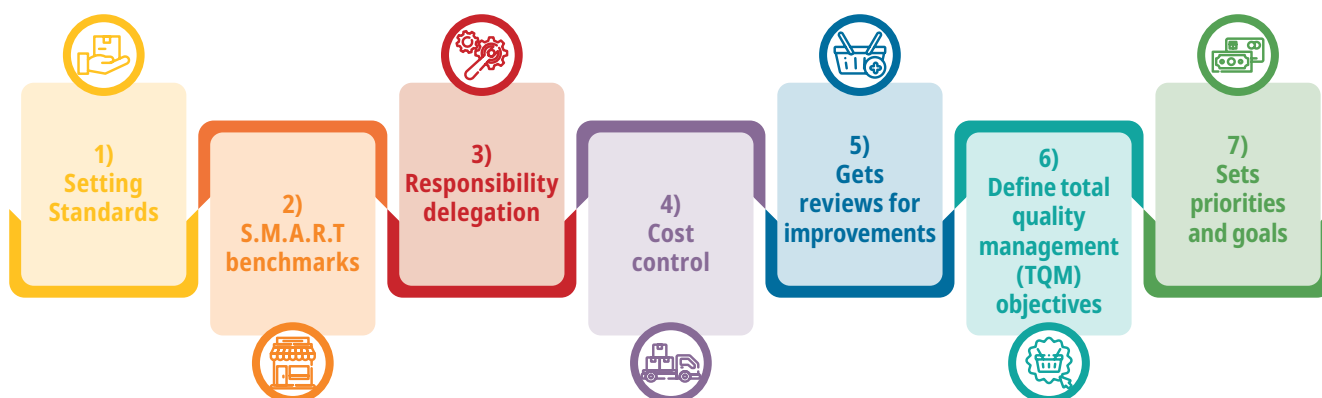 1)
Setting
Standards
2)
S.M.A.R.T
benchmarks
3)
Responsibility
delegation
4)
Cost
control
5)
Gets
reviews for
improvements
6)
Define total
quality
management
(TQM)
objectives
7)
Sets
priorities
and goals